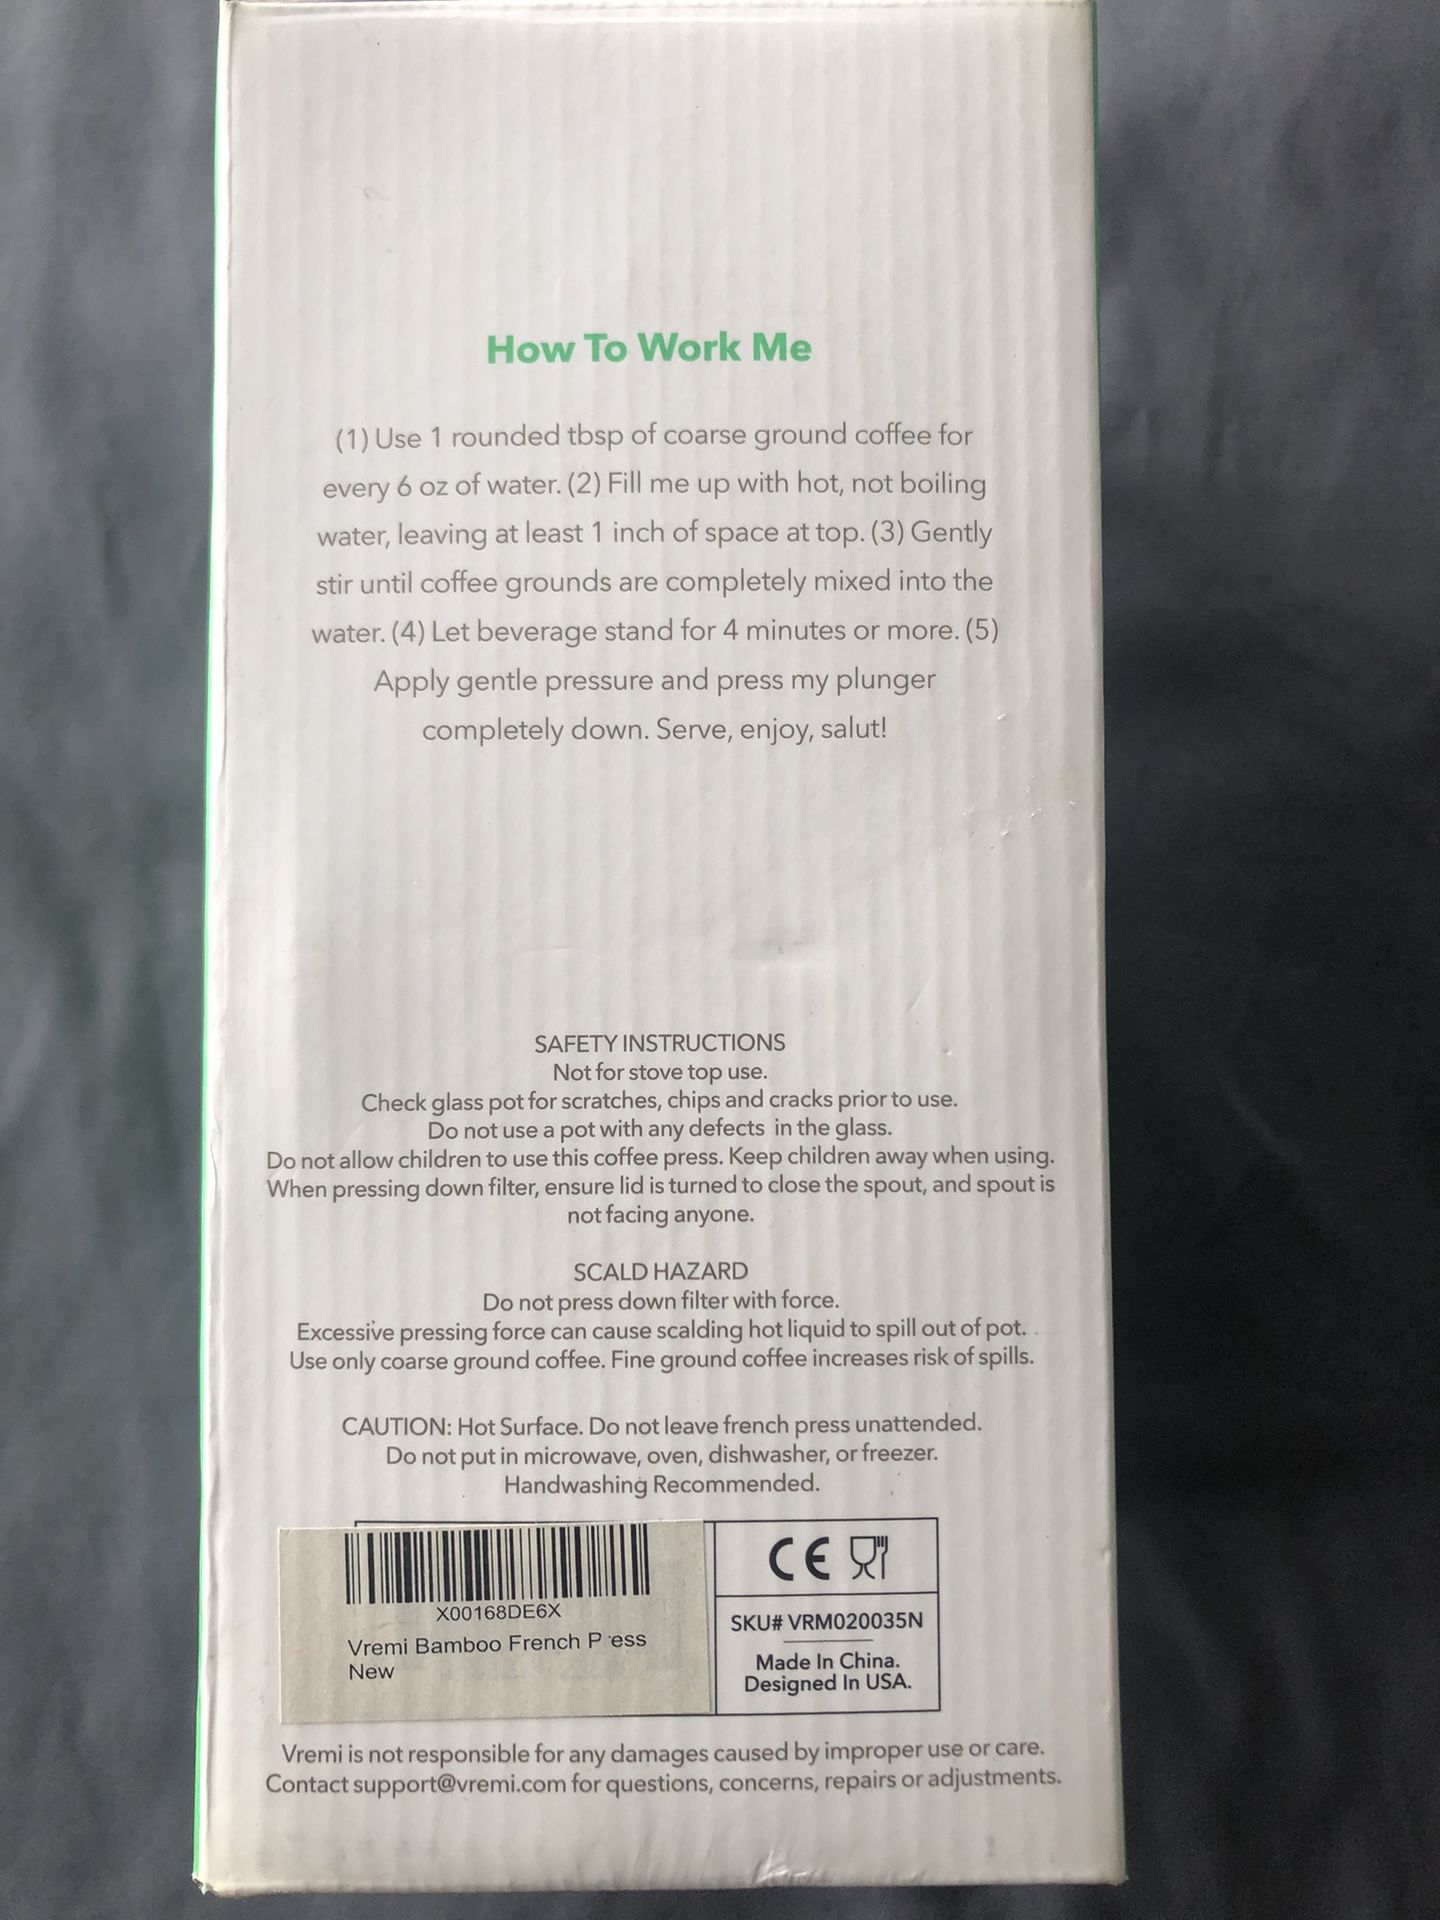 How To Work Me
(1) Use 1 rounded tbsp of coarse ground coffee for
every 6 oz of water. (2) Fill me up with hot, not boiling
water, leaving at least 1 inch of space at top. (3) Gently
stir until coffee grounds are completely mixed into the
water. (4) Let beverage stand for 4 minutes or more. (5)
Apply gentle pressure and press my plunger
completely down. Serve, enjoy, salut!
SAFETY INSTRUCTIONS
Not for stove top use.
Check glass pot for scratches, chips and cracks prior to use.
Do not use a pot with any defects in the glass.
Do not allow children to use this coffee press. Keep children away when using.
When pressing down filter, ensure lid is turned to close the spout, and spout is
not facing anyone.
SCALD HAZARD
Do not press down filter with force.
Excessive pressing force can cause scalding hot liquid to spill out of pot.
Use only coarse ground coffee. Fine ground coffee increases risk of spills.
CAUTION: Hot Surface. Do not leave french press unattended.
Do not put in microwave, oven, dishwasher, or freezer.
Handwashing Recommended.
X00168DE6X
Vremi Bamboo French P ess
New
CE
SKU# VRM020035N
Made In China.
Designed In USA.
Vremi is not responsible for any damages caused by improper use or care.
Contact support@vremi.com for questions, concerns, repairs or adjustments.